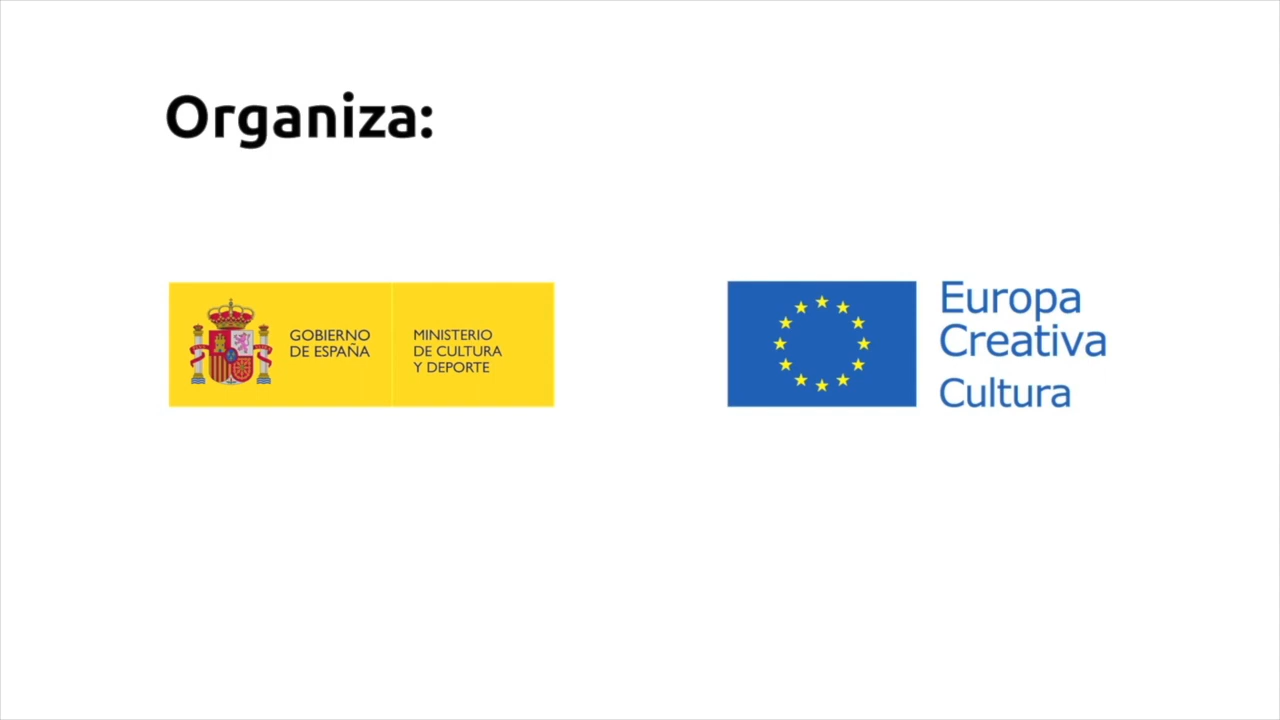 Organiza:
GOBIERNO
DE ESPAÑA
MINISTERIO
DE CULTURA
Y DEPORTE
Europa
Creativa
Cultura